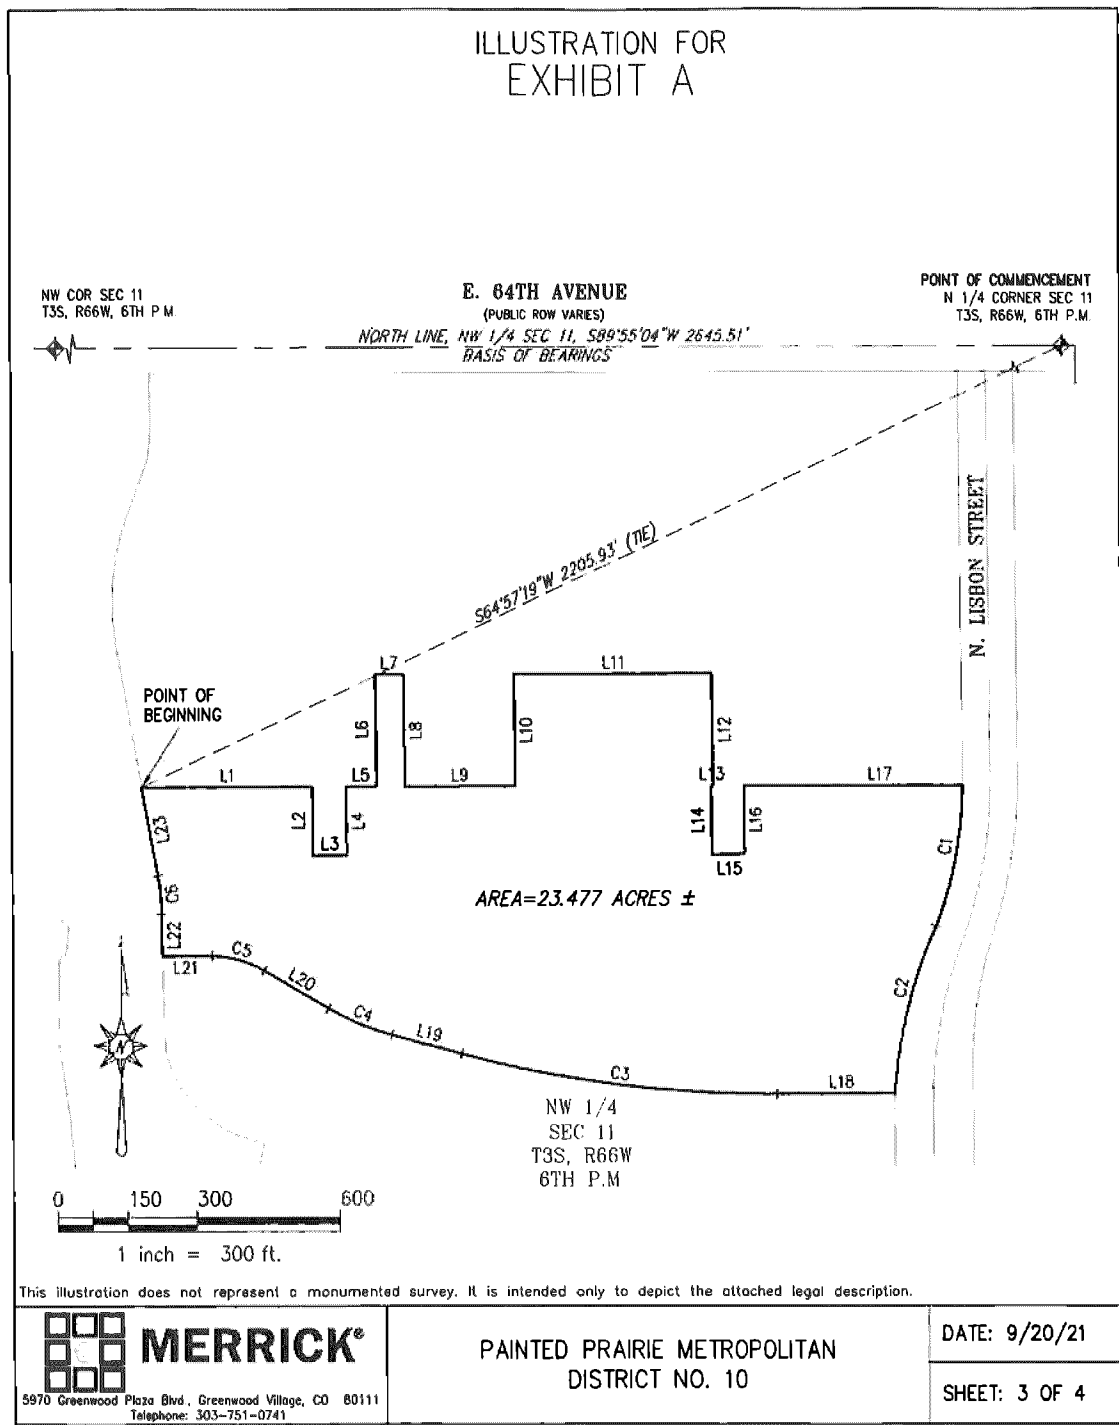 ILLUSTRATION FOR
EXHIBIT A
NW COR SEC 11
T3S, R66W, 6TH P.M.
E. 64TH AVENUE
(PUBLIC ROW VARIES)
NORTH LINE, NW 1/4 SEC 11, S89°55'04"W 2645.51'
BASIS OF BEARINGS
POINT OF COMMENCEMENT
N 1/4 CORNER SEC 11
T3S, R66W, 6TH P.M.
S64°57'19"W 2205.93' (TIE)
N. LISBON STREET
POINT OF
BEGINNING
L1
L2
L3
L4
L5
L6
L7
L8
L9
L10
L11
L12
L13
L14
L15
L16
L17
C1
C2
L18
C3
L19
C4
L20
C5
L21
L22
C6
L23
AREA=23.477 ACRES ±
N
NW 1/4
SEC 11
T3S, R66W
6TH P.M
0 150 300 600
1 inch = 300 ft.
This illustration does not represent a monumented survey. It is intended only to depict the attached legal description.
MERRICK®
5970 Greenwood Plaza Blvd., Greenwood Village, CO 80111
Telephone: 303-751-0741
PAINTED PRAIRIE METROPOLITAN
DISTRICT NO. 10
DATE: 9/20/21
SHEET: 3 OF 4